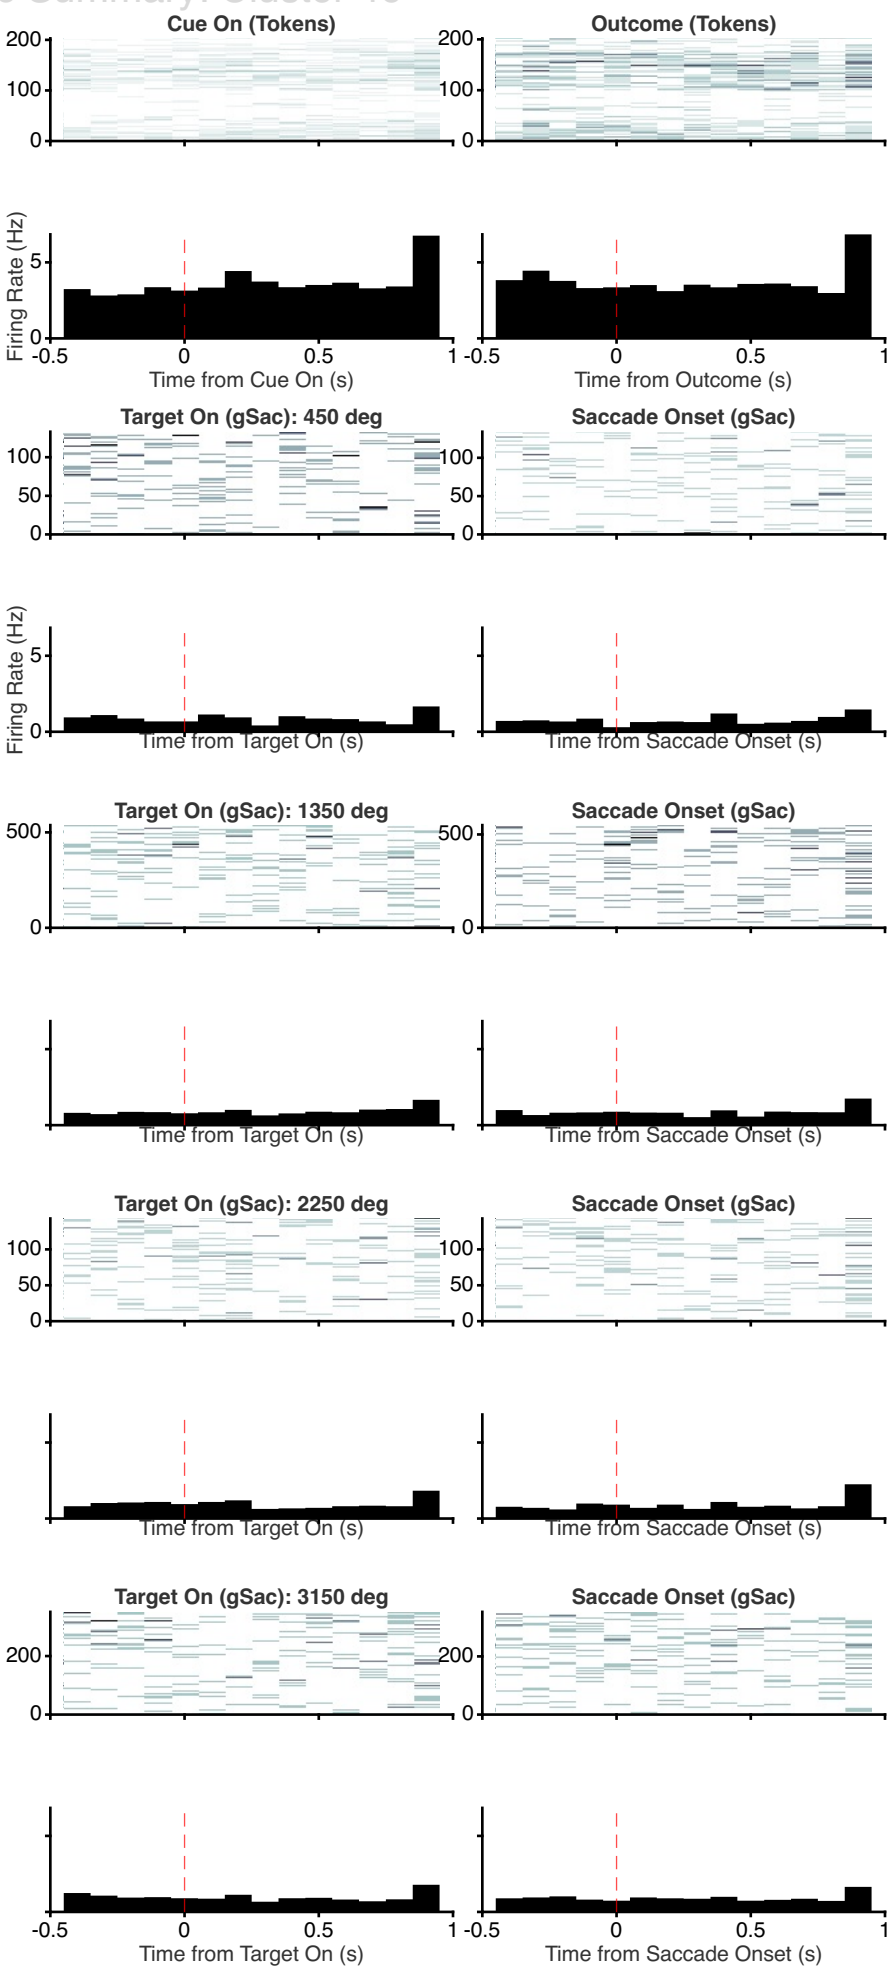 Summary: Cluster
Cue On (Tokens)
Outcome (Tokens)
200
100
0
200
100
0
Firing Rate (Hz)
5
0
-0.5 0 0.5 1
-0.5 0 0.5 1
Time from Cue On (s)
Time from Outcome (s)
Target On (gSac): 450 deg
Saccade Onset (gSac)
100
50
0
100
50
0
Firing Rate (Hz)
5
0
Time from Target On (s)
Time from Saccade Onset (s)
Target On (gSac): 1350 deg
Saccade Onset (gSac)
500
0
500
0
Time from Target On (s)
Time from Saccade Onset (s)
Target On (gSac): 2250 deg
Saccade Onset (gSac)
100
50
0
100
50
0
Time from Target On (s)
Time from Saccade Onset (s)
Target On (gSac): 3150 deg
Saccade Onset (gSac)
200
0
200
0
-0.5 0 0.5 1
-0.5 0 0.5 1
Time from Target On (s)
Time from Saccade Onset (s)